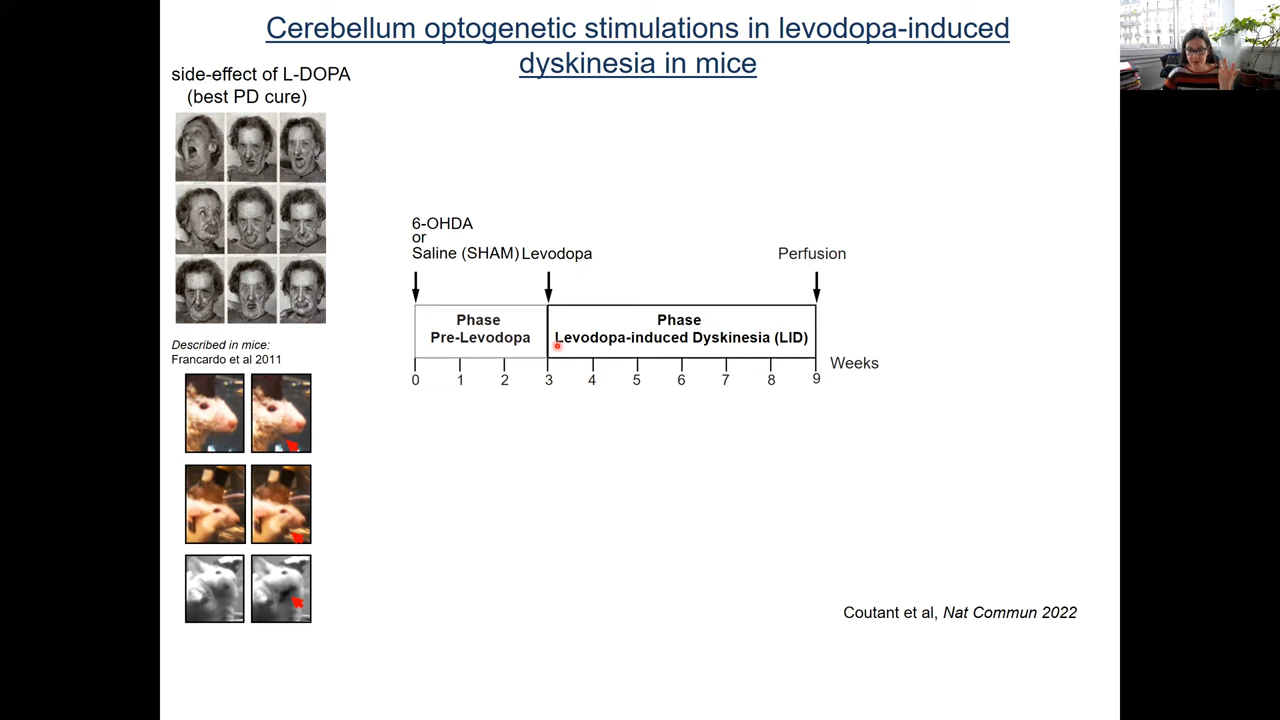 Cerebellum optogenetic stimulations in levodopa-induced
dyskinesia in mice
side-effect of L-DOPA
(best PD cure)
Described in mice:
Francardo et al 2011
6-OHDA
or
Saline (SHAM)
Levodopa
Perfusion
Phase
Pre-Levodopa
Phase
Levodopa-induced Dyskinesia (LID)
0 1 2 3 4 5 6 7 8 9
Weeks
Coutant et al, Nat Commun 2022